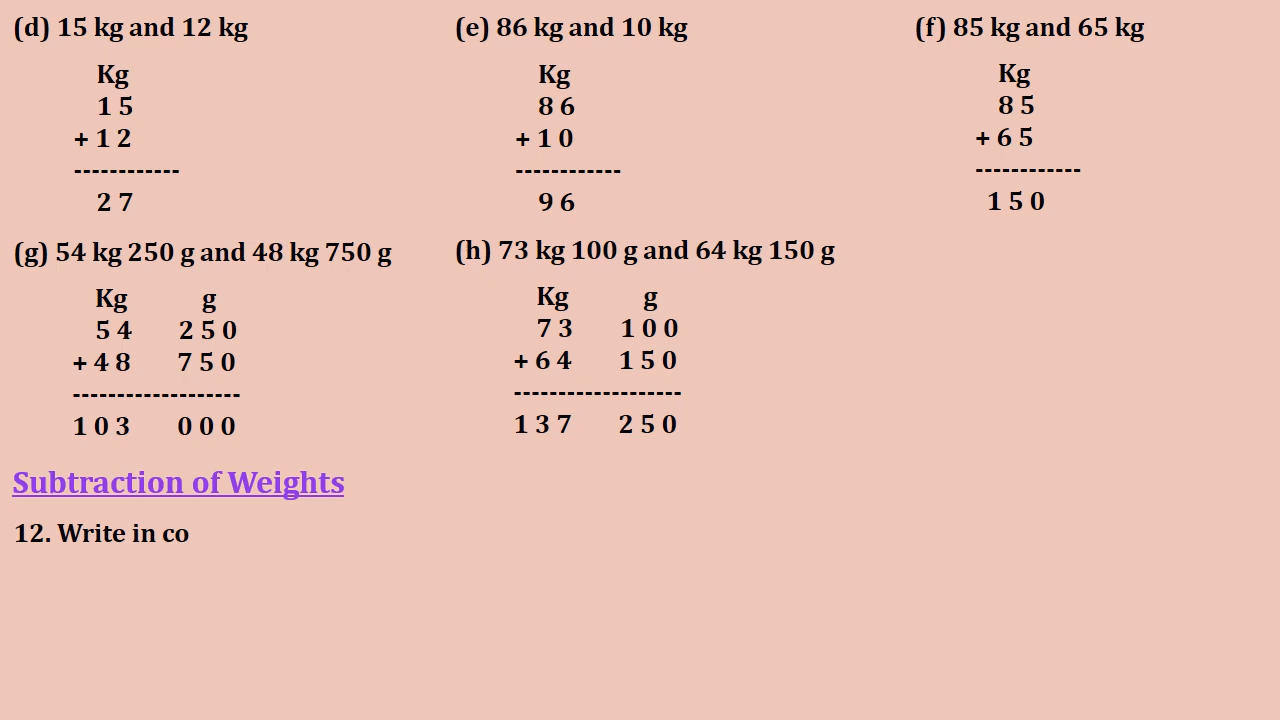 (d) 15 kg and 12 kg
Kg
1 5
+ 1 2
------------
2 7
(e) 86 kg and 10 kg
Kg
8 6
+ 1 0
------------
9 6
(f) 85 kg and 65 kg
Kg
8 5
+ 6 5
------------
1 5 0
(g) 54 kg 250 g and 48 kg 750 g
Kg g
5 4 2 5 0
+ 4 8 7 5 0
-------------------
1 0 3 0 0 0
(h) 73 kg 100 g and 64 kg 150 g
Kg g
7 3 1 0 0
+ 6 4 1 5 0
-------------------
1 3 7 2 5 0
Subtraction of Weights
12. Write in co